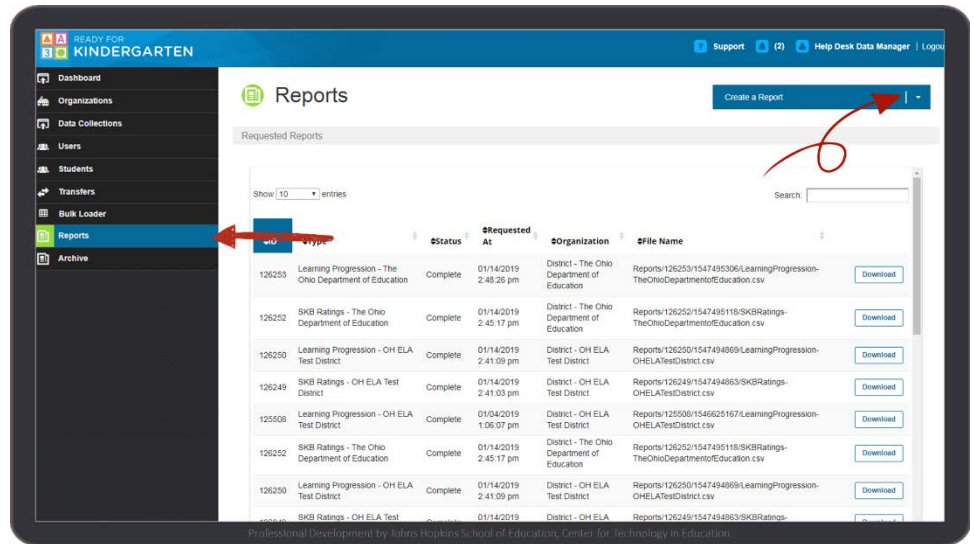 READY FOR
KINDERGARTEN
Support (2) Help Desk Data Manager | Logou
Dashboard
Organizations
Data Collections
Users
Students
Transfers
Bulk Loader
Reports
Archive
Reports
Create a Report
Requested Reports
Show 10 entries
Search:
ID Type Status Requested At Organization File Name
126253 Learning Progression - The Ohio Department of Education Complete 01/14/2019 2:48:26 pm District - The Ohio Department of Education Reports/126253/1547495306/LearningProgression-TheOhioDepartmentofEducation.csv Download
126252 SKB Ratings - The Ohio Department of Education Complete 01/14/2019 2:45:17 pm District - The Ohio Department of Education Reports/126252/1547495118/SKBRatings-TheOhioDepartmentofEducation.csv Download
126250 Learning Progression - OH ELA Test District Complete 01/14/2019 2:41:09 pm District - OH ELA Test District Reports/126250/1547494869/LearningProgression-OHELATestDistrict.csv Download
126249 SKB Ratings - OH ELA Test District Complete 01/14/2019 2:41:03 pm District - OH ELA Test District Reports/126249/1547494863/SKBRatings-OHELATestDistrict.csv Download
125508 Learning Progression - OH ELA Test District Complete 01/04/2019 1:06:07 pm District - OH ELA Test District Reports/125508/1546625167/LearningProgression-OHELATestDistrict.csv Download
126252 SKB Ratings - The Ohio Department of Education Complete 01/14/2019 2:45:17 pm District - The Ohio Department of Education Reports/126252/1547495118/SKBRatings-TheOhioDepartmentofEducation.csv Download
126250 Learning Progression - OH ELA Test District Complete 01/14/2019 2:41:09 pm District - OH ELA Test District Reports/126250/1547494869/LearningProgression-OHELATestDistrict.csv Download
SKB Ratings - OH ELA Test 01/14/2019 District - OH ELA Reports/126249/1547494863/SKBRatings-
Professional Development by Johns Hopkins School of Education, Center for Technology in Education